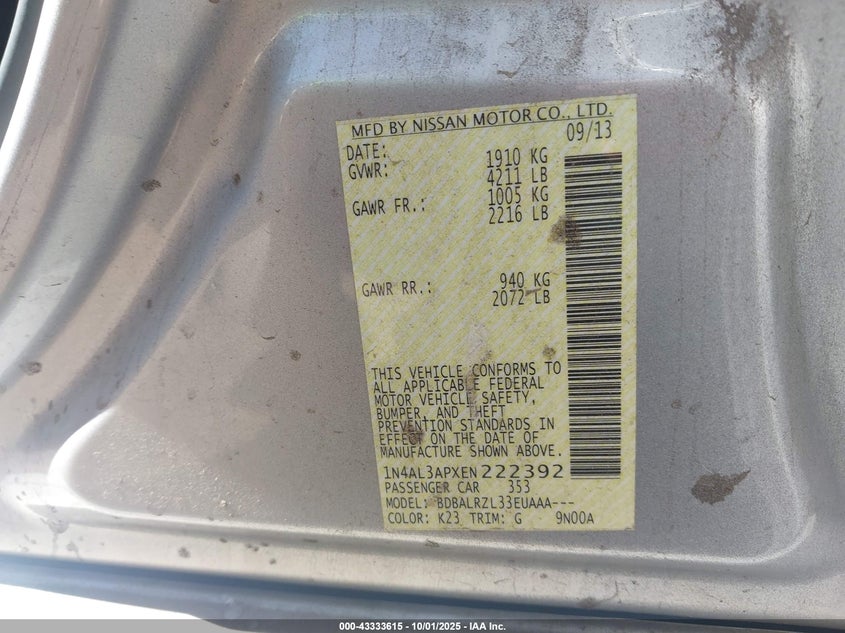 MFD BY NISSAN MOTOR CO., LTD.
DATE: 09/13
GVWR: 1910 KG
4211 LB
GAWR FR.: 1005 KG
2216 LB
GAWR RR.: 940 KG
2072 LB
THIS VEHICLE CONFORMS TO
ALL APPLICABLE FEDERAL
MOTOR VEHICLE SAFETY,
BUMPER, AND THEFT
PREVENTION STANDARDS IN
EFFECT ON THE DATE OF
MANUFACTURE SHOWN ABOVE.
1N4AL3APXEN222392
PASSENGER CAR 353
MODEL: BDBALRZL33EUAAA---
COLOR: K23 TRIM: G 9N00A
000-43333615 - 10/01/2025 - IAA Inc.